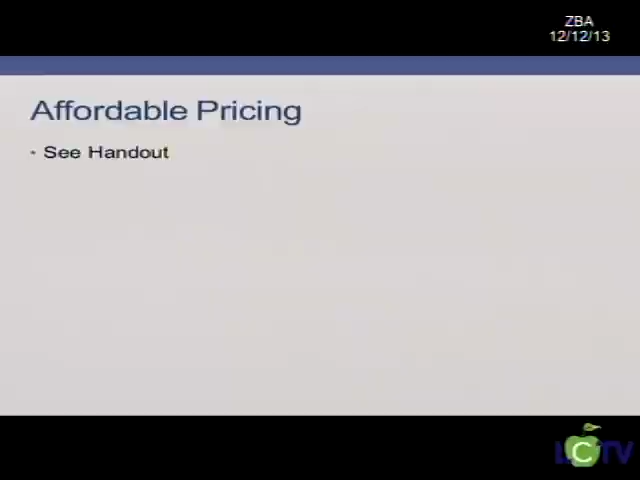 ZBA
12/12/13
Affordable Pricing
- See Handout
LCTV